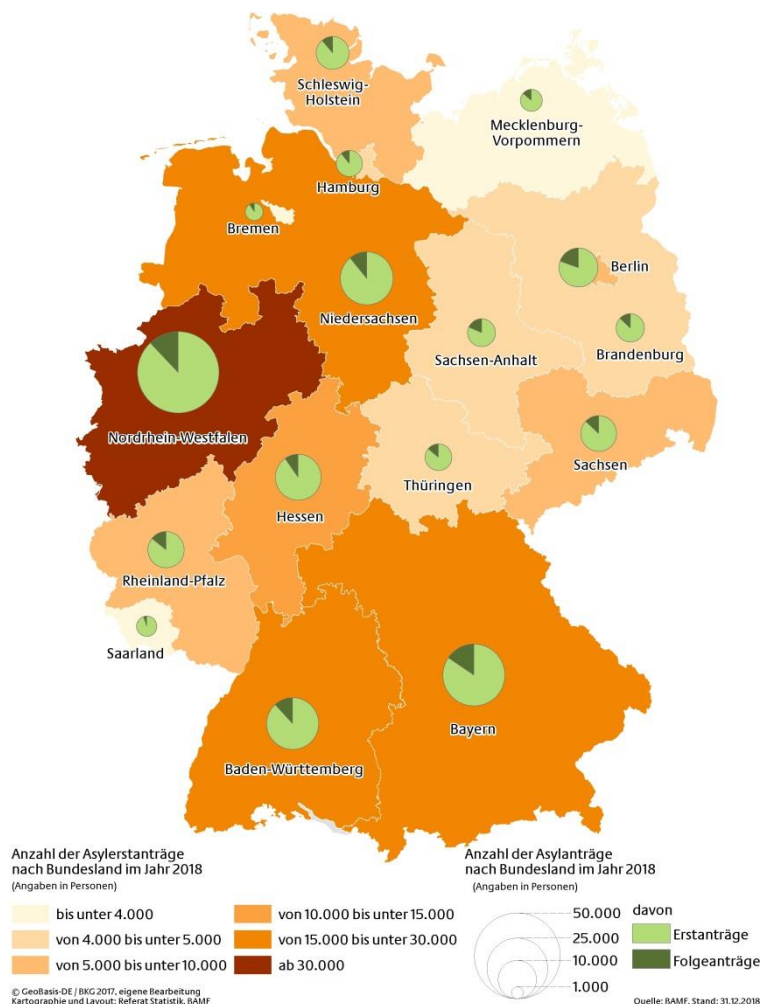 Schleswig-
Holstein
Mecklenburg-
Vorpommern
Hamburg
Bremen
Niedersachsen
Berlin
Brandenburg
Sachsen-Anhalt
Nordrhein-Westfalen
Sachsen
Thüringen
Hessen
Rheinland-Pfalz
Saarland
Bayern
Baden-Württemberg
Anzahl der Asylerstanträge
nach Bundesland im Jahr 2018
(Angaben in Personen)
bis unter 4.000
von 4.000 bis unter 5.000
von 5.000 bis unter 10.000
von 10.000 bis unter 15.000
von 15.000 bis unter 30.000
ab 30.000
Anzahl der Asylanträge
nach Bundesland im Jahr 2018
(Angaben in Personen)
50.000
25.000
10.000
1.000
davon
Erstanträge
Folgeanträge
© GeoBasis-DE / BKG 2017, eigene Bearbeitung
Kartographie und Layout: Referat Statistik, BAMF
Quelle: BAMF, Stand: 31.12.2018